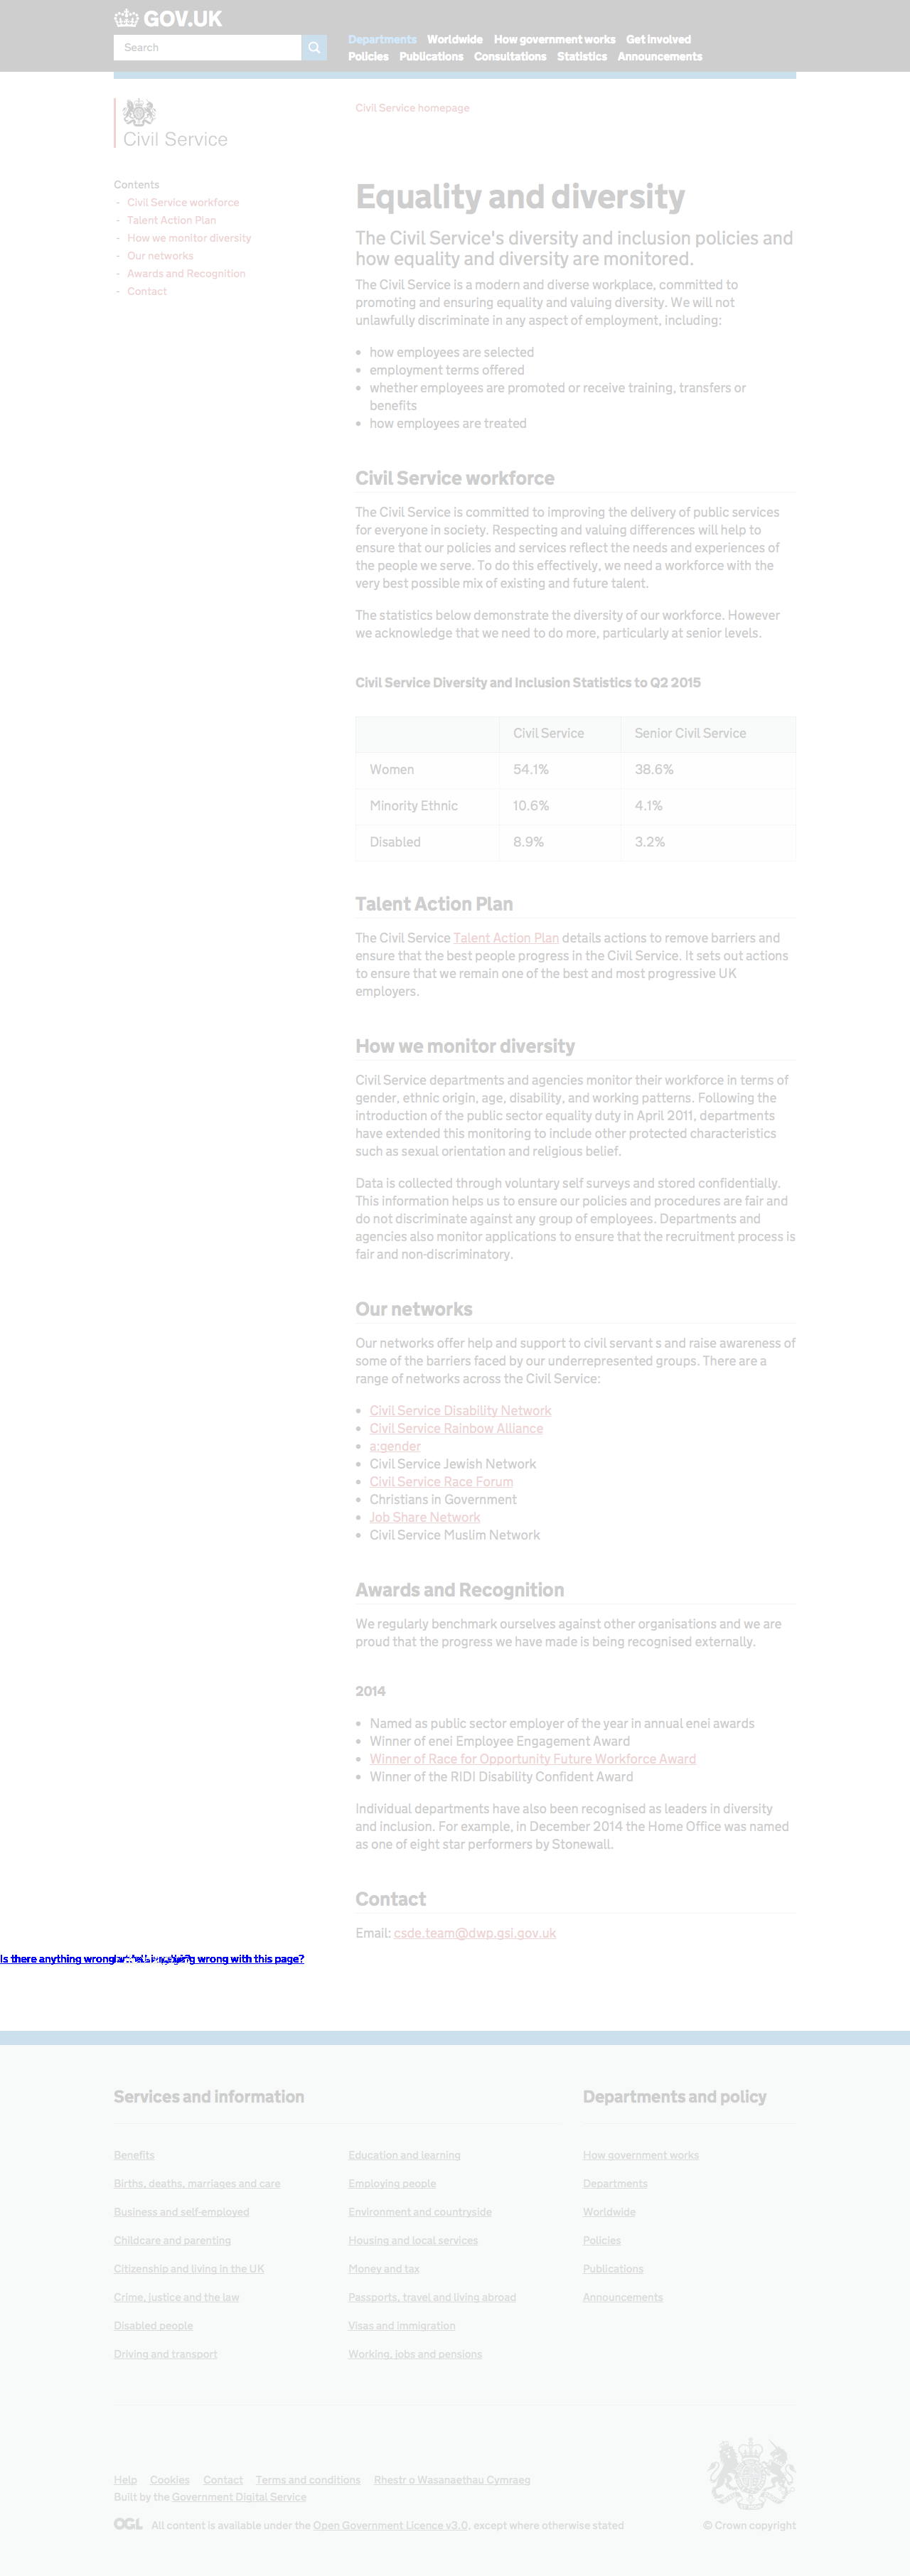 GOV.UK
Search
Departments Worldwide How government works Get involved
Policies Publications Consultations Statistics Announcements
Civil Service
Civil Service homepage
Contents
- Civil Service workforce
- Talent Action Plan
- How we monitor diversity
- Our networks
- Awards and Recognition
- Contact
Equality and diversity
The Civil Service's diversity and inclusion policies and
how equality and diversity are monitored.
The Civil Service is a modern and diverse workplace, committed to
promoting and ensuring equality and valuing diversity. We will not
unlawfully discriminate in any aspect of employment, including:
• how employees are selected
• employment terms offered
• whether employees are promoted or receive training, transfers or
benefits
• how employees are treated
Civil Service workforce
The Civil Service is committed to improving the delivery of public services
for everyone in society. Respecting and valuing differences will help to
ensure that our policies and services reflect the needs and experiences of
the people we serve. To do this effectively, we need a workforce with the
very best possible mix of existing and future talent.
The statistics below demonstrate the diversity of our workforce. However
we acknowledge that we need to do more, particularly at senior levels.
Civil Service Diversity and Inclusion Statistics to Q2 2015
Civil Service Senior Civil Service
Women 54.1% 38.6%
Minority Ethnic 10.6% 4.1%
Disabled 8.9% 3.2%
Talent Action Plan
The Civil Service Talent Action Plan details actions to remove barriers and
ensure that the best people progress in the Civil Service. It sets out actions
to ensure that we remain one of the best and most progressive UK
employers.
How we monitor diversity
Civil Service departments and agencies monitor their workforce in terms of
gender, ethnic origin, age, disability, and working patterns. Following the
introduction of the public sector equality duty in April 2011, departments
have extended this monitoring to include other protected characteristics
such as sexual orientation and religious belief.
Data is collected through voluntary self surveys and stored confidentially.
This information helps us to ensure our policies and procedures are fair and
do not discriminate against any group of employees. Departments and
agencies also monitor applications to ensure that the recruitment process is
fair and non-discriminatory.
Our networks
Our networks offer help and support to civil servant s and raise awareness of
some of the barriers faced by our underrepresented groups. There are a
range of networks across the Civil Service:
• Civil Service Disability Network
• Civil Service Rainbow Alliance
• a:gender
• Civil Service Jewish Network
• Civil Service Race Forum
• Christians in Government
• Job Share Network
• Civil Service Muslim Network
Awards and Recognition
We regularly benchmark ourselves against other organisations and we are
proud that the progress we have made is being recognised externally.
2014
• Named as public sector employer of the year in annual enei awards
• Winner of enei Employee Engagement Award
• Winner of Race for Opportunity Future Workforce Award
• Winner of the RIDI Disability Confident Award
Individual departments have also been recognised as leaders in diversity
and inclusion. For example, in December 2014 the Home Office was named
as one of eight star performers by Stonewall.
Contact
Email: csde.team@dwp.gsi.gov.uk
Is there anything wrong wrong with this page?
Services and information
Departments and policy
Benefits Education and learning How government works
Births, deaths, marriages and care Employing people Departments
Business and self-employed Environment and countryside Worldwide
Childcare and parenting Housing and local services Policies
Citizenship and living in the UK Money and tax Publications
Crime, justice and the law Passports, travel and living abroad Announcements
Disabled people Visas and immigration
Driving and transport Working, jobs and pensions
Help Cookies Contact Terms and conditions Rhestr o Wasanaethau Cymraeg
Built by the Government Digital Service
OGL All content is available under the Open Government Licence v3.0, except where otherwise stated
© Crown copyright